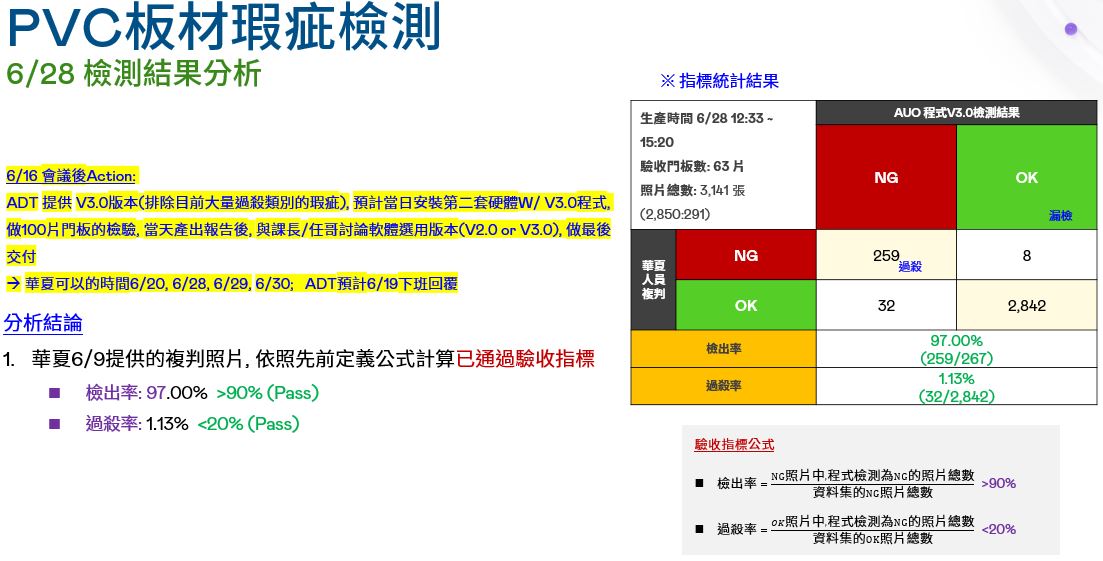 PVC板材瑕疵檢測
6/28 檢測結果分析
6/16 會議後Action:
ADT 提供 V3.0版本(排除目前大量過殺類別的瑕疵), 預計當日安裝第二套硬體W/ V3.0程式,
做100片門板的檢驗, 當天產出報告後, 與課長/任哥討論軟體選用版本(V2.0 or V3.0), 做最後
交付
→ 華夏可以的時間6/20, 6/28, 6/29, 6/30; ADT預計6/19下班回覆
分析結論
1. 華夏6/9提供的複判照片, 依照先前定義公式計算已通過驗收指標
■ 檢出率: 97.00% >90% (Pass)
■ 過殺率: 1.13% <20% (Pass)
※ 指標統計結果
生產時間 6/28 12:33 ~
15:20
驗收門板數: 63 片
照片總數: 3,141 張
(2,850:291)
AUO 程式V3.0檢測結果
NG
OK
漏檢
華夏
人員
複判
NG
259
過殺
8
OK
32
2,842
檢出率
97.00%
(259/267)
過殺率
1.13%
(32/2,842)
驗收指標公式
■ 檢出率 = NG照片中,程式檢測為NG的照片總數 >90%
資料集的NG照片總數
■ 過殺率 = OK照片中,程式檢測為NG的照片總數 <20%
資料集的OK照片總數